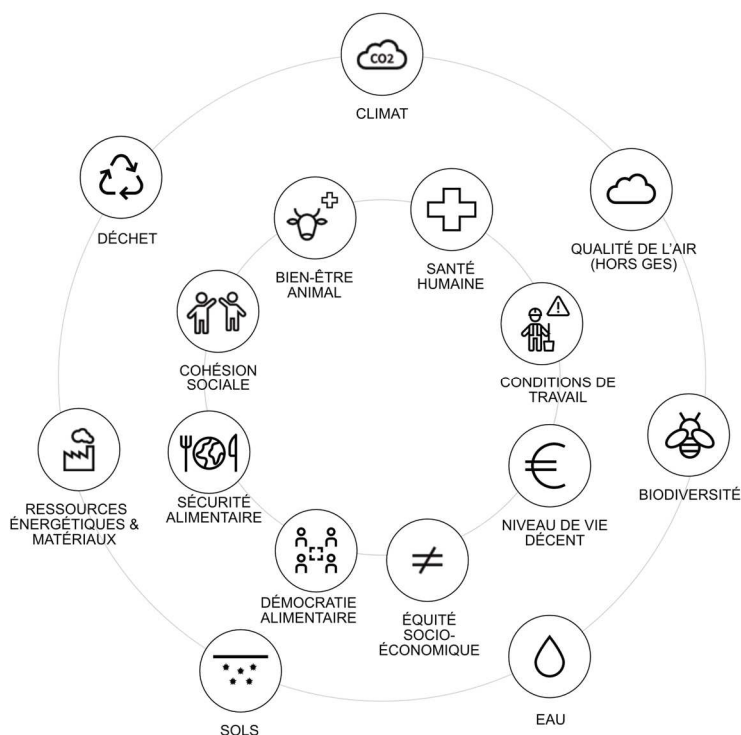 CO2
CLIMAT
DÉCHET
QUALITÉ DE L'AIR
(HORS GES)
BIEN-ÊTRE
ANIMAL
SANTÉ
HUMAINE
COHÉSION
SOCIALE
CONDITIONS DE
TRAVAIL
RESSOURCES
ÉNERGÉTIQUES &
MATÉRIAUX
SÉCURITÉ
ALIMENTAIRE
NIVEAU DE VIE
DÉCENT
BIODIVERSITÉ
DÉMOCRATIE
ALIMENTAIRE
ÉQUITÉ
SOCIO-
ÉCONOMIQUE
SOLS
EAU